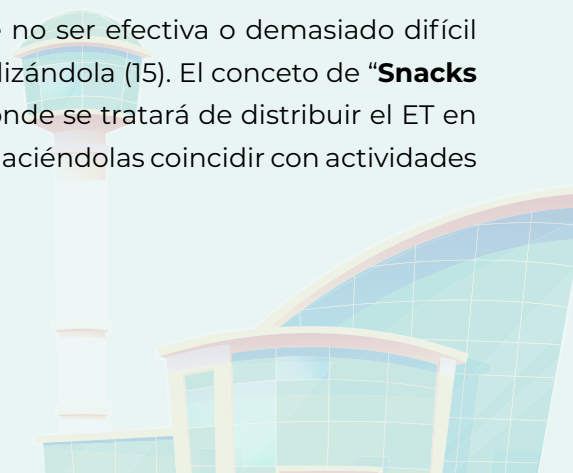 no ser efectiva o demasiado difícil
lizándola (15). El conceto de “Snacks
onde se tratará de distribuir el ET en
aciéndolas coincidir con actividades